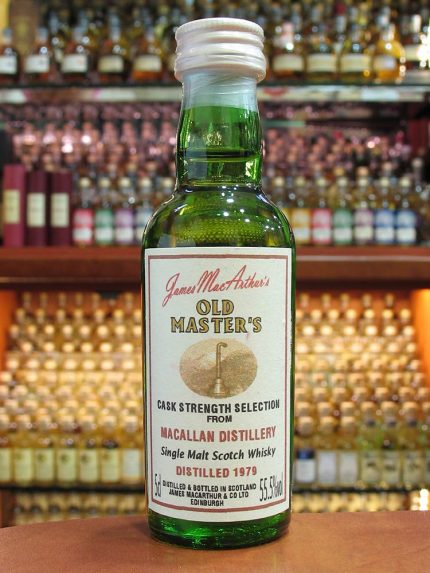 James MacArthur's
OLD
MASTER'S
CASK STRENGTH SELECTION
FROM
MACALLAN DISTILLERY
Single Malt Scotch Whisky
DISTILLED 1979
5cl DISTILLED & BOTTLED IN SCOTLAND 55.5%vol
JAMES MACARTHUR & CO LTD
EDINBURGH